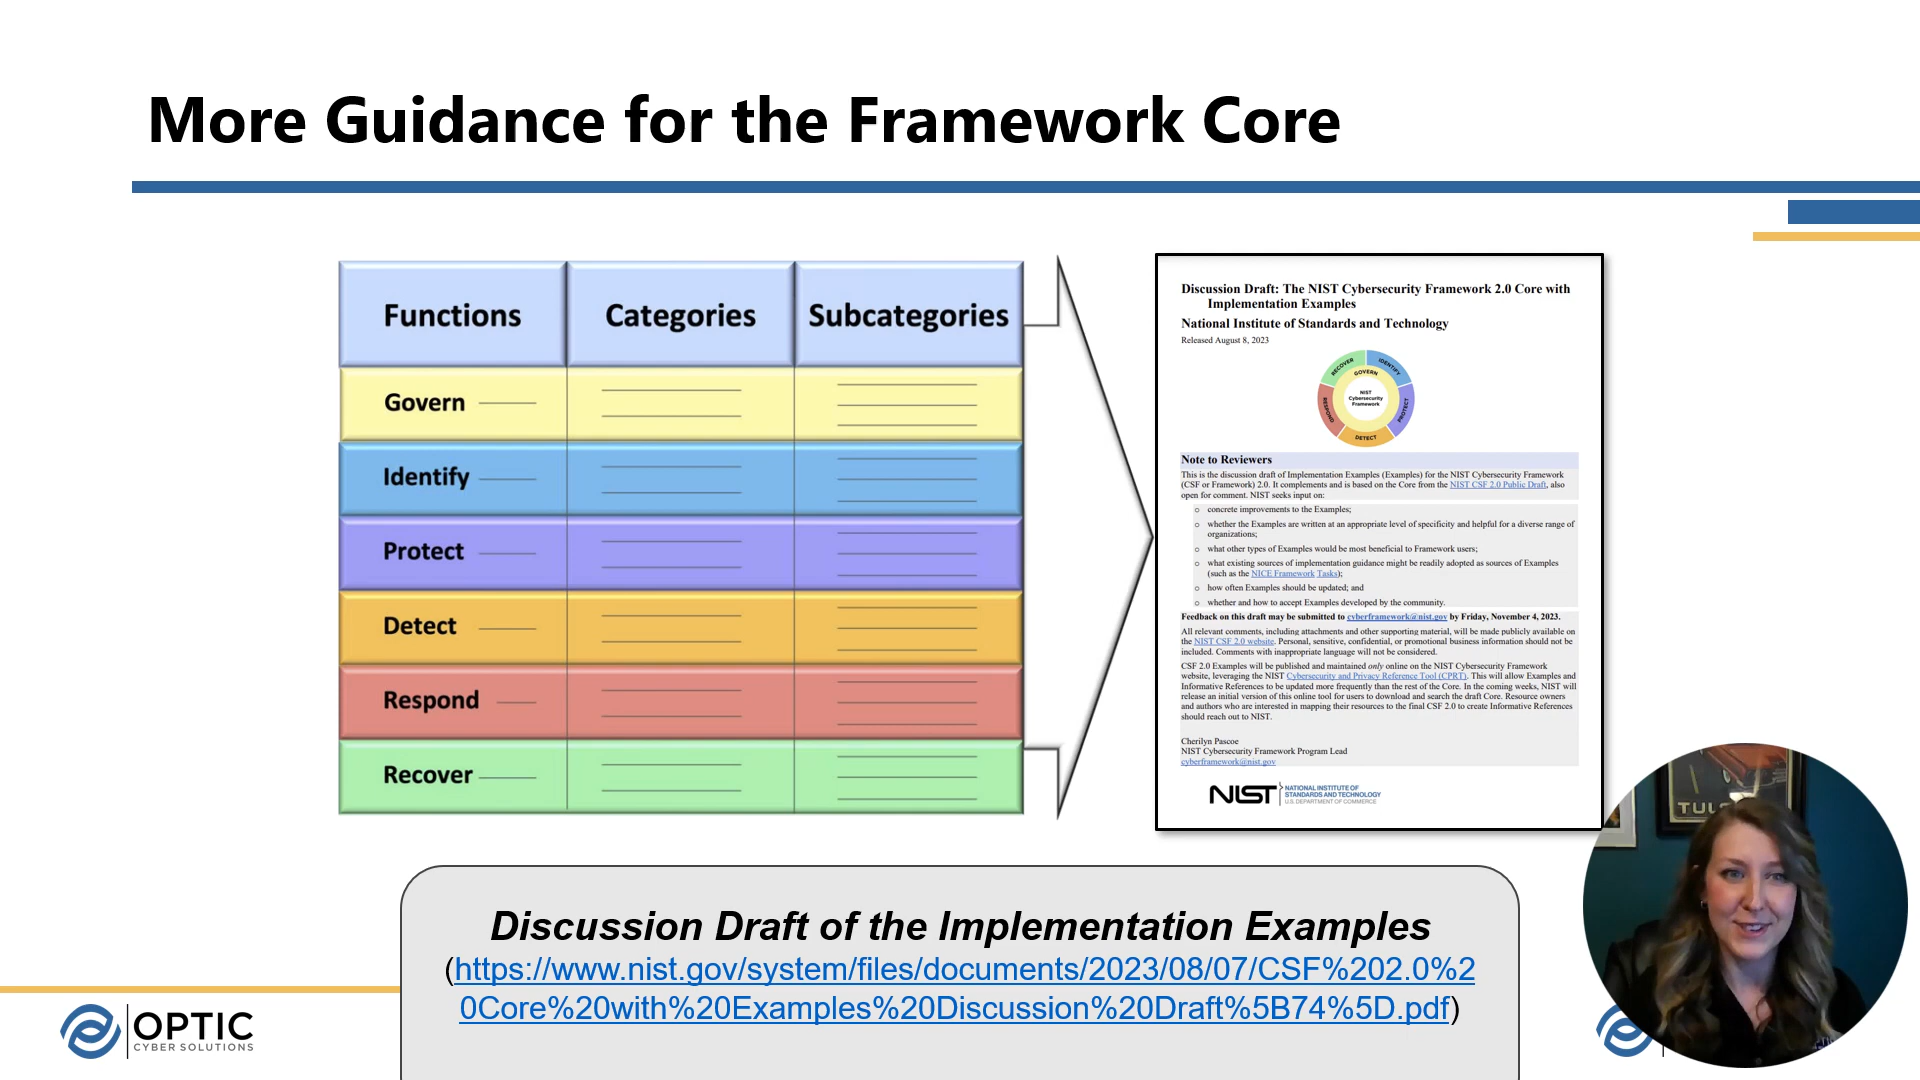 More Guidance for the Framework Core
Functions
Categories
Subcategories
Govern
Identify
Protect
Detect
Respond
Recover
Discussion Draft: The NIST Cybersecurity Framework 2.0 Core with
Implementation Examples
National Institute of Standards and Technology
Released August 8, 2023
RECOVER
IDENTIFY
GOVERN
NIST
Cybersecurity
Framework
RESPOND
PROTECT
DETECT
Note to Reviewers
This is the discussion draft of Implementation Examples (Examples) for the NIST Cybersecurity Framework
(CSF or Framework) 2.0. It complements and is based on the Core from the NIST CSF 2.0 Public Draft, also
open for comment. NIST seeks input on:
o concrete improvements to the Examples;
o whether the Examples are written at an appropriate level of specificity and helpful for a diverse range of
organizations;
o what other types of Examples would be most beneficial to Framework users;
o what existing sources of implementation guidance might be readily adopted as sources of Examples
(such as the NICE Framework Tasks);
o how often Examples should be updated; and
o whether and how to accept Examples developed by the community.
Feedback on this draft may be submitted to cyberframework@nist.gov by Friday, November 4, 2023.
All relevant comments, including attachments and other supporting material, will be made publicly available on
the NIST CSF 2.0 website. Personal, sensitive, confidential, or promotional business information should not be
included. Comments with inappropriate language will not be considered.
CSF 2.0 Examples will be published and maintained only online on the NIST Cybersecurity Framework
website, leveraging the NIST Cybersecurity and Privacy Reference Tool (CPRT). This will allow Examples and
Informative References to be updated more frequently than the rest of the Core. In the coming weeks, NIST will
release an initial version of this online tool for users to download and search the draft Core. Resource owners
and authors who are interested in mapping their resources to the final CSF 2.0 to create Informative References
should reach out to NIST.
Cherilyn Pascoe
NIST Cybersecurity Framework Program Lead
cyberframework@nist.gov
NIST
NATIONAL INSTITUTE OF
STANDARDS AND TECHNOLOGY
U.S. DEPARTMENT OF COMMERCE
Discussion Draft of the Implementation Examples
(https://www.nist.gov/system/files/documents/2023/08/07/CSF%202.0%2
0Core%20with%20Examples%20Discussion%20Draft%5B74%5D.pdf)
OPTIC
CYBER SOLUTIONS